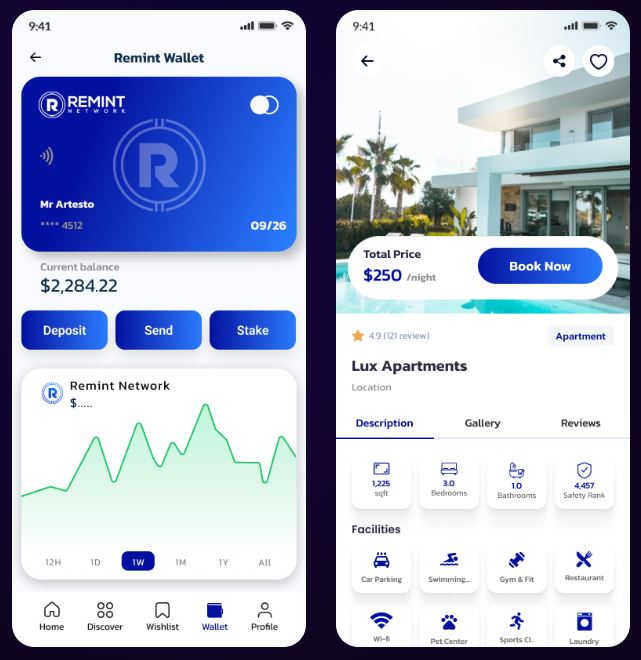 9:41
Remint Wallet
R REMINT
NETWORK
R
Mr Artesto
**** 4512
09/26
Current balance
$2,284.22
Deposit
Send
Stake
R
Remint Network
$.....
12H
1D
1W
1M
1Y
All
Home
Discover
Wishlist
Wallet
Profile
9:41
Total Price
$250 /night
Book Now
4.9 (121 review)
Apartment
Lux Apartments
Location
Description
Gallery
Reviews
1,225
sqft
3.0
Bedrooms
1.0
Bathrooms
4,457
Safety Rank
Facilities
Car Parking
Swimming..
Gym & Fit
Restaurant
Wi-fi
Pet Center
Sports Cl.
Laundry